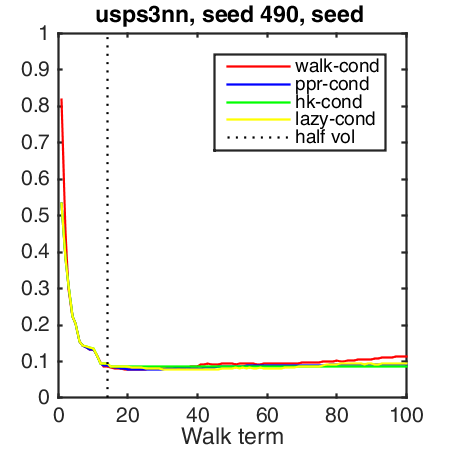 usps3nn, seed 490, seed
1
0.9
0.8
0.7
0.6
0.5
0.4
0.3
0.2
0.1
0
walk-cond
ppr-cond
hk-cond
lazy-cond
half vol
0 20 40 60 80 100
Walk term